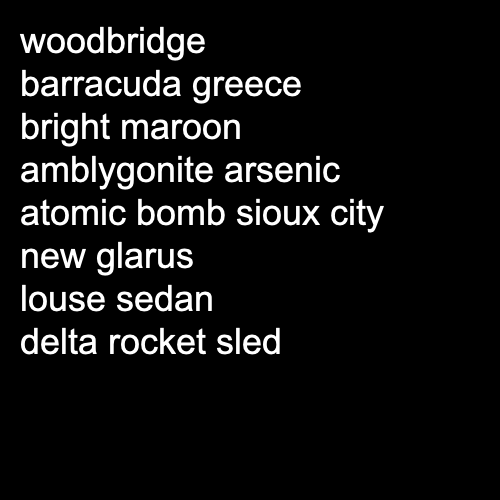 woodbridge
barracuda greece
bright maroon
amblygonite arsenic
atomic bomb sioux city
new glarus
louse sedan
delta rocket sled